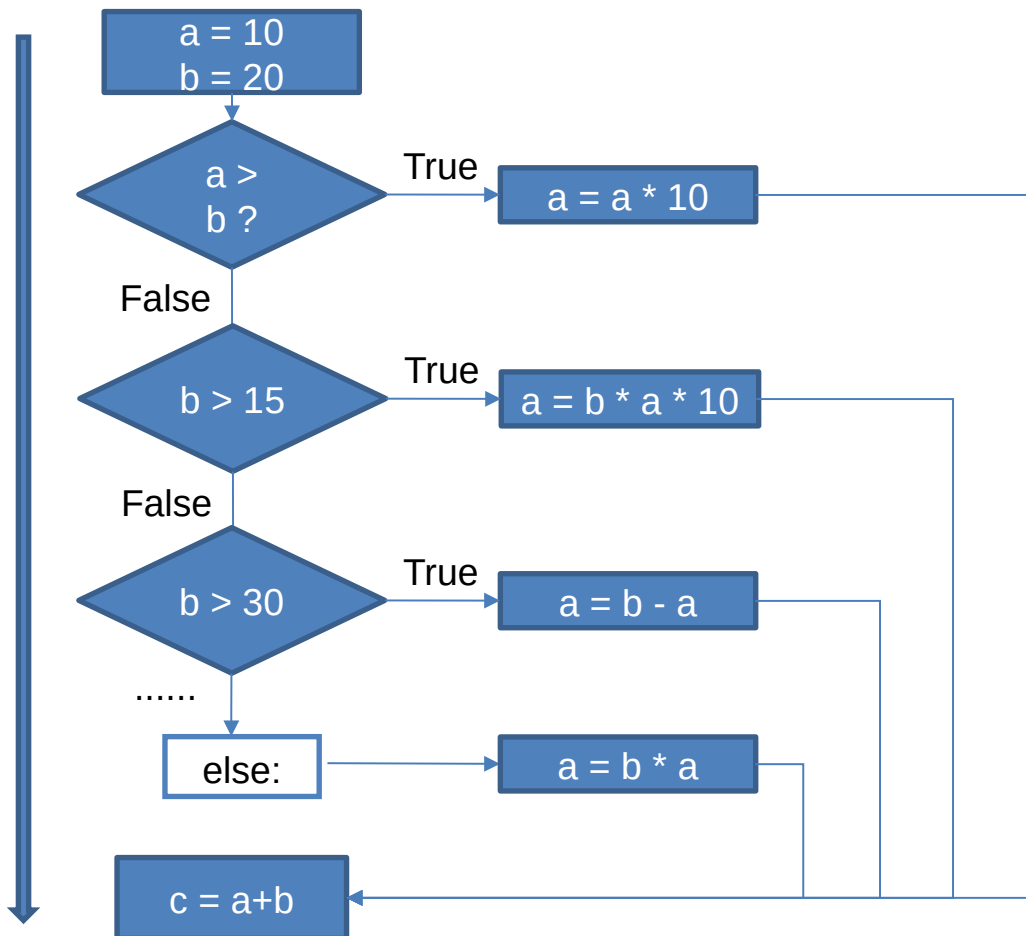 a = 10
b = 20
a >
b ?
True
a = a * 10
False
b > 15
True
a = b * a * 10
False
b > 30
True
a = b - a
......
else:
a = b * a
c = a+b